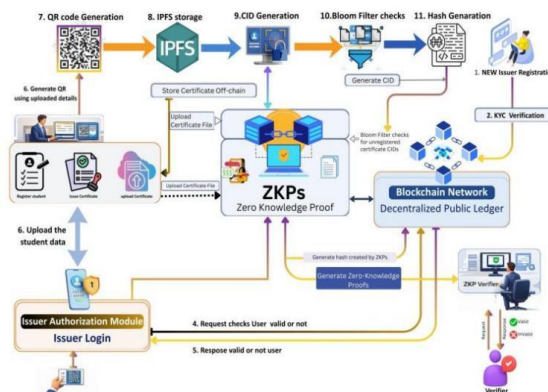 7. QR code Generation
8. IPFS storage
9.CID Generation
10.Bloom Filter checks
11. Hash Genaration
IPFS
1. NEW Issuer Registration
6. Generate QR
using uploaded details
Store Certificate Off-chain
Generate CID
2. KYC Verification
Upload
Certificate File
Bloom Filter checks
for unregistered
certificate CIDs
Register student
Issue Certificate
upload Certificate
Upload Certificate File
ZKPs
Zero Knowledge Proof
Blockchain Network
Decentralized Public Ledger
6. Upload the
student data
Generate hash created by ZKPs
Generate Zero-Knowledge
Proofs
ZKP Verifier
Issuer Authorization Module
Issuer Login
4. Request checks User valid or not
5. Respose valid or not user
Request
Response
Verifier